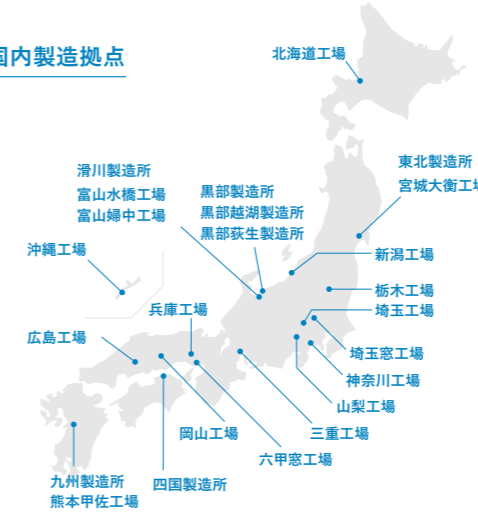 国内製造拠点
北海道工場
東北製造所
宮城大衡工場
滑川製造所
富山水橋工場
富山婦中工場
黒部製造所
黒部越湖製造所
黒部荻生製造所
沖縄工場
新潟工場
栃木工場
埼玉工場
兵庫工場
広島工場
埼玉窓工場
神奈川工場
山梨工場
岡山工場
三重工場
六甲窓工場
九州製造所
熊本甲佐工場
四国製造所